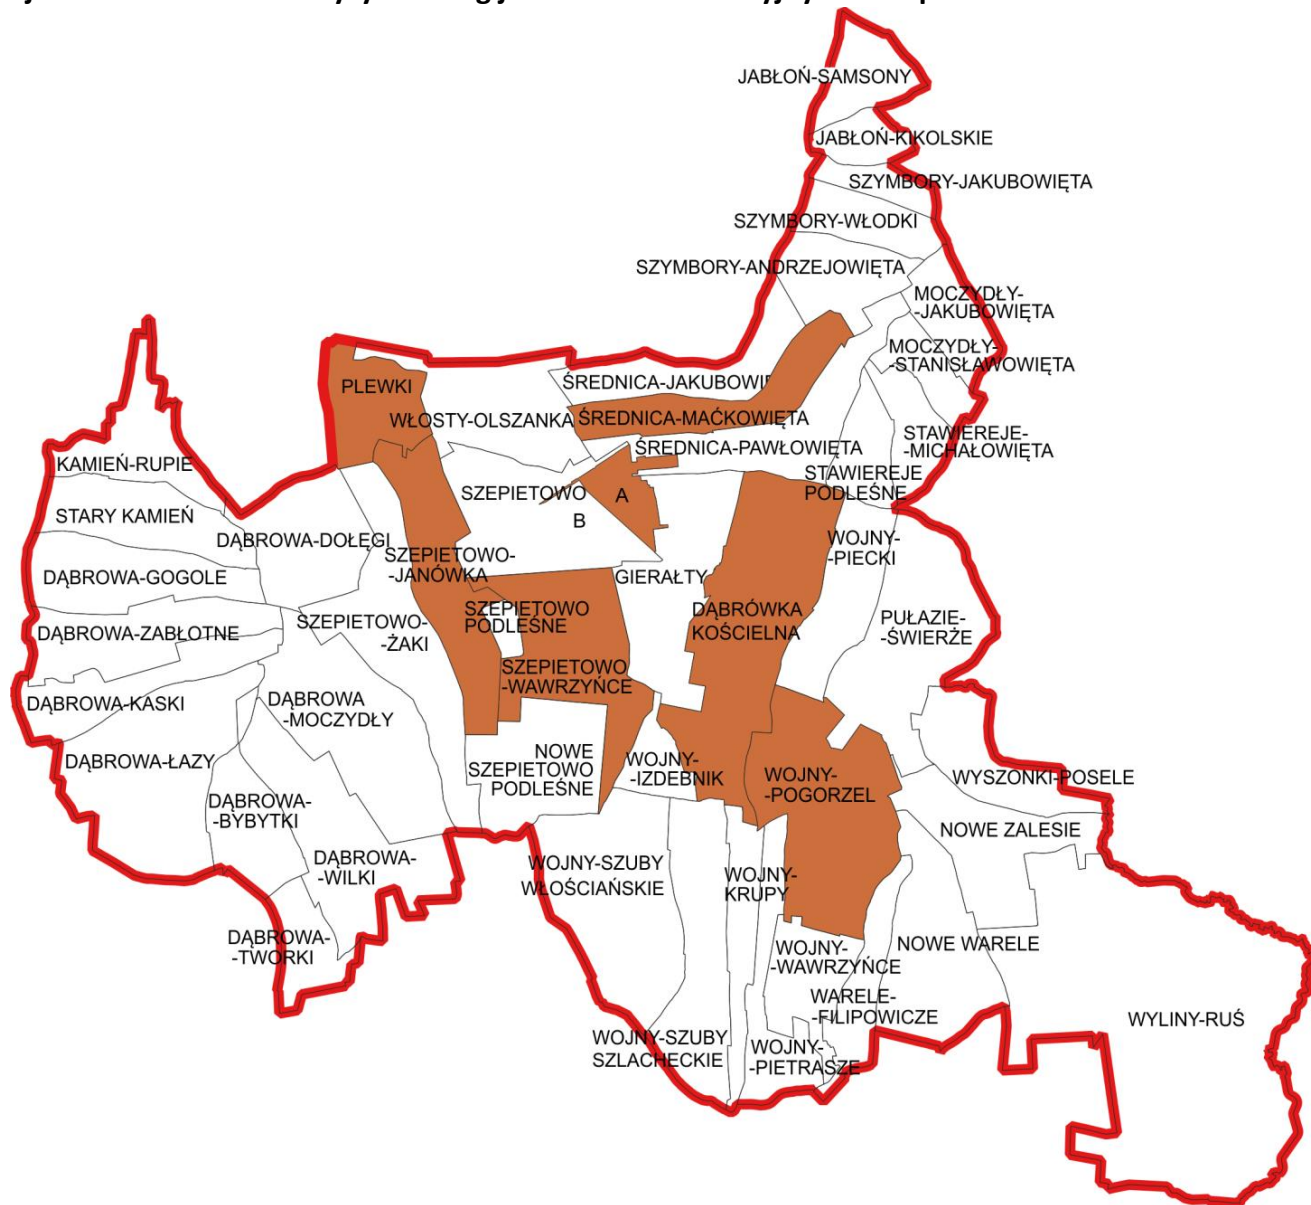 JABŁOŃ-SAMSONY
JABŁOŃ-KIKOLSKIE
SZYMBORY-JAKUBOWIĘTA
SZYMBORY-WŁODKI
SZYMBORY-ANDRZEJOWIĘTA
MOCZYDŁY-
-JAKUBOWIĘTA
MOCZYDŁY-
-STANISŁAWOWIĘTA
ŚREDNICA-JAKUBOWIĘ
PLEWKI
WŁOSTY-OLSZANKA
ŚREDNICA-MAĆKOWIĘTA
STAWIEREJE-
-MICHAŁOWIĘTA
ŚREDNICA-PAWŁOWIĘTA
KAMIEŃ-RUPIE
STAWIEREJE
PODLEŚNE
SZEPIETOWO
A
B
STARY KAMIEŃ
DĄBROWA-DOŁĘGI
WOJNY-
-PIECKI
SZEPIETOWO-
-JANÓWKA
DĄBROWA-GOGOLE
GIERAŁTY
SZEPIETOWO
PODLEŚNE
DĄBRÓWKA
KOŚCIELNA
PUŁAZIE-
-ŚWIERŻE
DĄBROWA-ZABŁOTNE
SZEPIETOWO-
-ŻAKI
SZEPIETOWO
-WAWRZYŃCE
DĄBROWA-KASKI
DĄBROWA
-MOCZYDŁY
DĄBROWA-ŁAZY
NOWE
SZEPIETOWO
PODLEŚNE
WOJNY-
-IZDEBNIK
WOJNY-
-POGORZEL
WYSZONKI-POSELE
DĄBROWA-
-BYBYTKI
NOWE ZALESIE
DĄBROWA-
-WILKI
WOJNY-SZUBY
WŁOŚCIAŃSKIE
WOJNY-
KRUPY
DĄBROWA-
-TWORKI
WOJNY-
-WAWRZYŃCE
NOWE WARELE
WARELE-
-FILIPOWICZE
WYLINY-RUŚ
WOJNY-SZUBY
SZLACHECKIE
WOJNY-
-PIETRASZE